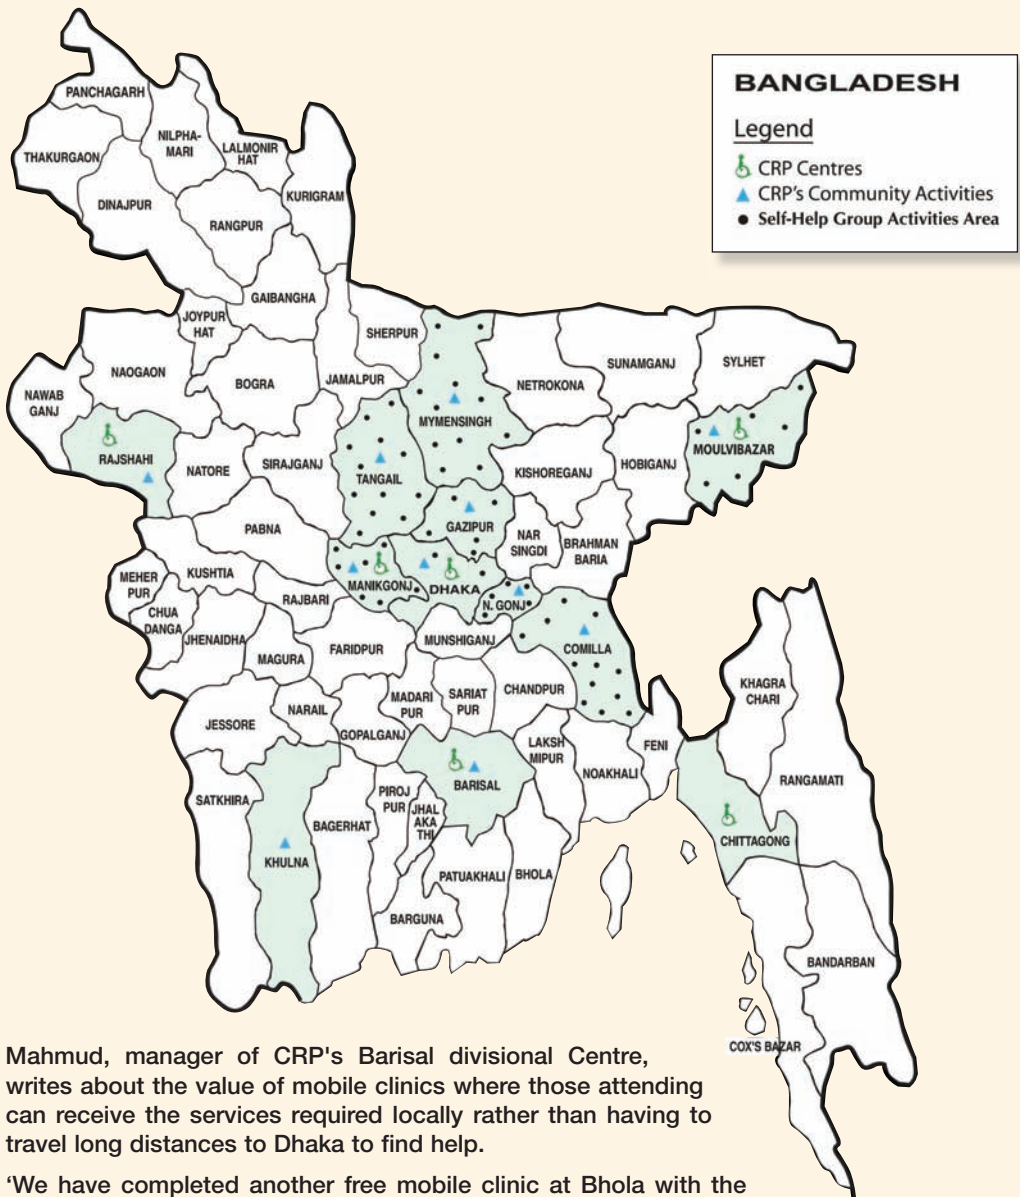 BANGLADESH
Legend
CRP Centres
CRP's Community Activities
Self-Help Group Activities Area
PANCHAGARH
THAKURGAON
NILPHA-
MARI
LALMONIR
HAT
DINAJPUR
RANGPUR
KURIGRAM
GAIBANGHA
JOYPUR
HAT
SHERPUR
NAOGAON
BOGRA
JAMALPUR
NAWAB
GANJ
NETROKONA
SUNAMGANJ
SYLHET
MYMENSINGH
RAJSHAHI
NATORE
SIRAJGANJ
TANGAIL
KISHOREGANJ
HOBIGANJ
MOULVIBAZAR
PABNA
GAZIPUR
NAR
SINGDI
BRAHMAN
BARIA
MEHER
PUR
KUSHTIA
MANIKGONJ
DHAKA
N. GONJ
RAJBARI
CHUA
DANGA
JHENAIDHA
MAGURA
FARIDPUR
MUNSHIGANJ
COMILLA
JESSORE
NARAIL
GOPALGANJ
MADARI
PUR
SARIAT
PUR
CHANDPUR
KHAGRA
CHARI
LAKSH
MIPUR
NOAKHALI
FENI
RANGAMATI
SATKHIRA
KHULNA
BAGERHAT
PIROJ
PUR
JHAL
AKA
THI
BARISAL
CHITTAGONG
PATUAKHALI
BHOLA
BARGUNA
BANDARBAN
COX'S BAZAR
Mahmud, manager of CRP's Barisal divisional Centre,
writes about the value of mobile clinics where those attending
can receive the services required locally rather than having to
travel long distances to Dhaka to find help.
‘We have completed another free mobile clinic at Bhola with the